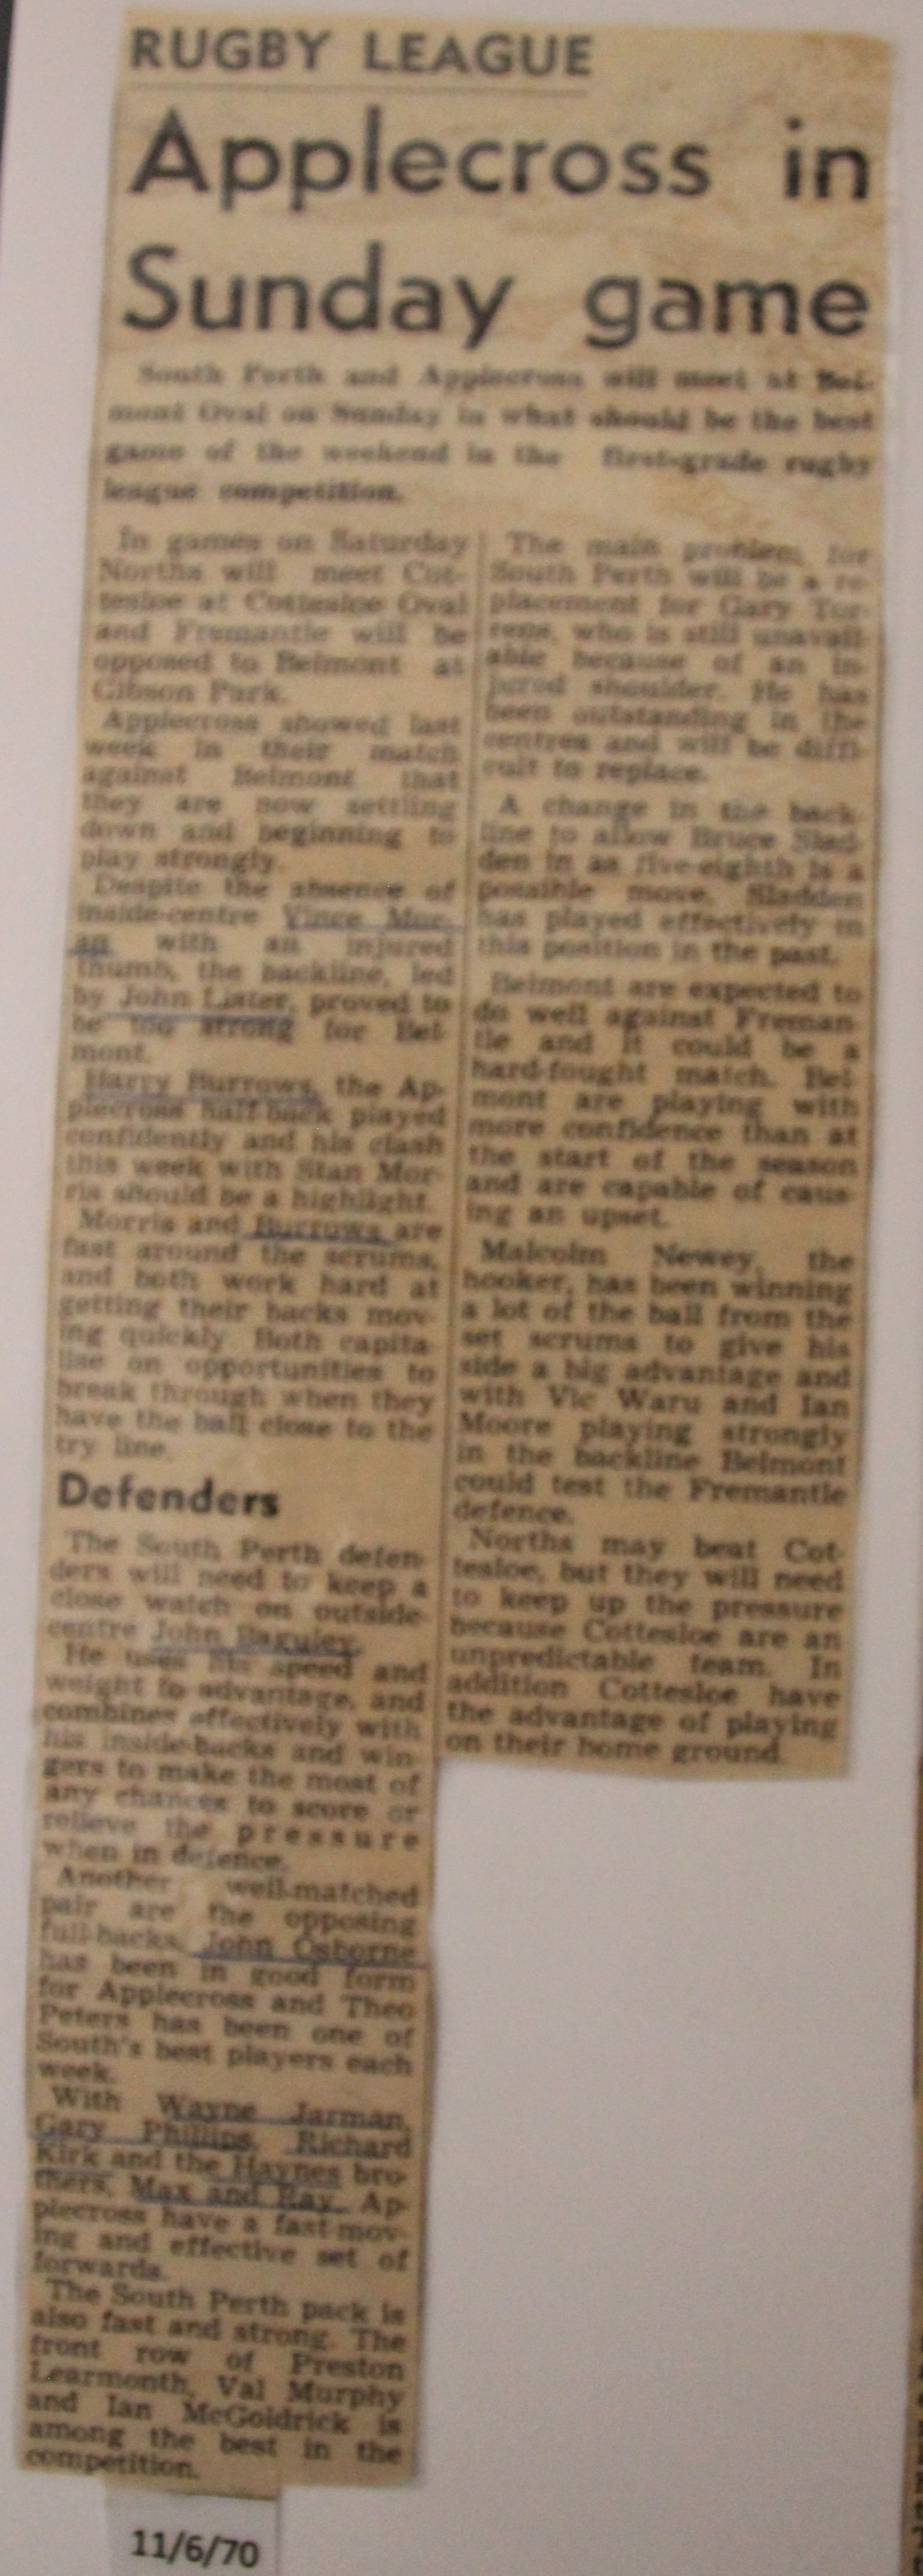 RUGBY LEAGUE
Applecross in
Sunday game
South Perth and Applecross will meet at Bel-
mont Oval on Sunday in what should be the best
game of the weekend in the first-grade rugby
league competition.
In games on Saturday
Norths will meet Cot-
tesloe at Cottesloe Oval
and Fremantle will be
opposed to Belmont at
Gibson Park.
Applecross showed last
week in their match
against Belmont that
they are now settling
down and beginning to
play strongly.
Despite the absence of
inside-centre Vince Mor-
an with an injured
thumb, the backline, led
by John Lister, proved to
be too strong for Bel-
mont.
Harry Burrows, the Ap-
plecross half-back played
confidently and his clash
this week with Stan Mor-
ris should be a highlight.
Morris and Burrows are
fast around the scrums,
and both work hard at
getting their backs mov-
ing quickly. Both capita-
lise on opportunities to
break through when they
have the ball close to the
try line.
Defenders
The South Perth defen-
ders will need to keep a
close watch on outside-
centre John Baguley.
He uses his speed and
weight to advantage, and
combines effectively with
his inside-backs and win-
gers to make the most of
any chances to score or
relieve the pressure
when in defence.
Another well-matched
pair are the opposing
full-backs. John Osborne
has been in good form
for Applecross and Theo
Peters has been one of
South's best players each
week.
With Wayne Jarman,
Gary Phillips, Richard
Kirk and the Haynes bro-
thers, Max and Ray, Ap-
plecross have a fast-mov-
ing and effective set of
forwards.
The South Perth pack is
also fast and strong. The
front row of Preston
Learmonth, Val Murphy
and Ian McGoldrick is
among the best in the
competition.
The main problem for
South Perth will be a re-
placement for Gary Tor-
rens, who is still unavail-
able because of an in-
jured shoulder. He has
been outstanding in the
centres and will be diffi-
cult to replace.
A change in the back-
line to allow Bruce Slad-
den in as five-eighth is a
possible move. Sladden
has played effectively in
this position in the past.
Belmont are expected to
do well against Freman-
tle and it could be a
hard-fought match. Bel-
mont are playing with
more confidence than at
the start of the season
and are capable of caus-
ing an upset.
Malcolm Newey, the
hooker, has been winning
a lot of the ball from the
set scrums to give his
side a big advantage and
with Vic Waru and Ian
Moore playing strongly
in the backline Belmont
could test the Fremantle
defence.
Norths may beat Cot-
tesloe, but they will need
to keep up the pressure
because Cottesloe are an
unpredictable team. In
addition Cottesloe have
the advantage of playing
on their home ground.
11/6/70